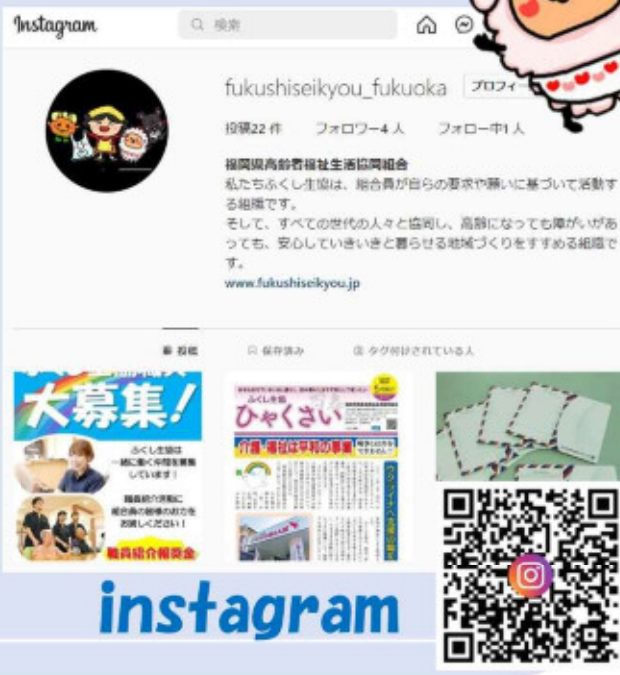 Instagram
検索
fukushiseikyou_fukuoka
プロフィー
投稿22 件 フォロワー4 人 フォロー中1 人
福岡県高齢者福祉生活協同組合
私たちふくし生協は、組合員が自らの要求や願いに基づいて活動す
る組織です。
そして、すべての世代の人々と協同し、高齢になっても障がいがあ
っても、安心していきいきと暮らせる地域づくりをすすめる組織で
す。
www.fukushiseikyou.jp
投稿 保存済み タグ付けされている人
大募集!
ふくし生協は
一緒に働く仲間を募集
しています!
職員紹介活動に
組合員の皆様のお力を
お貸しください!
職員紹介報奨金
ふくし生協
ひゃくさい
介護・福祉は平和の事業
instagram